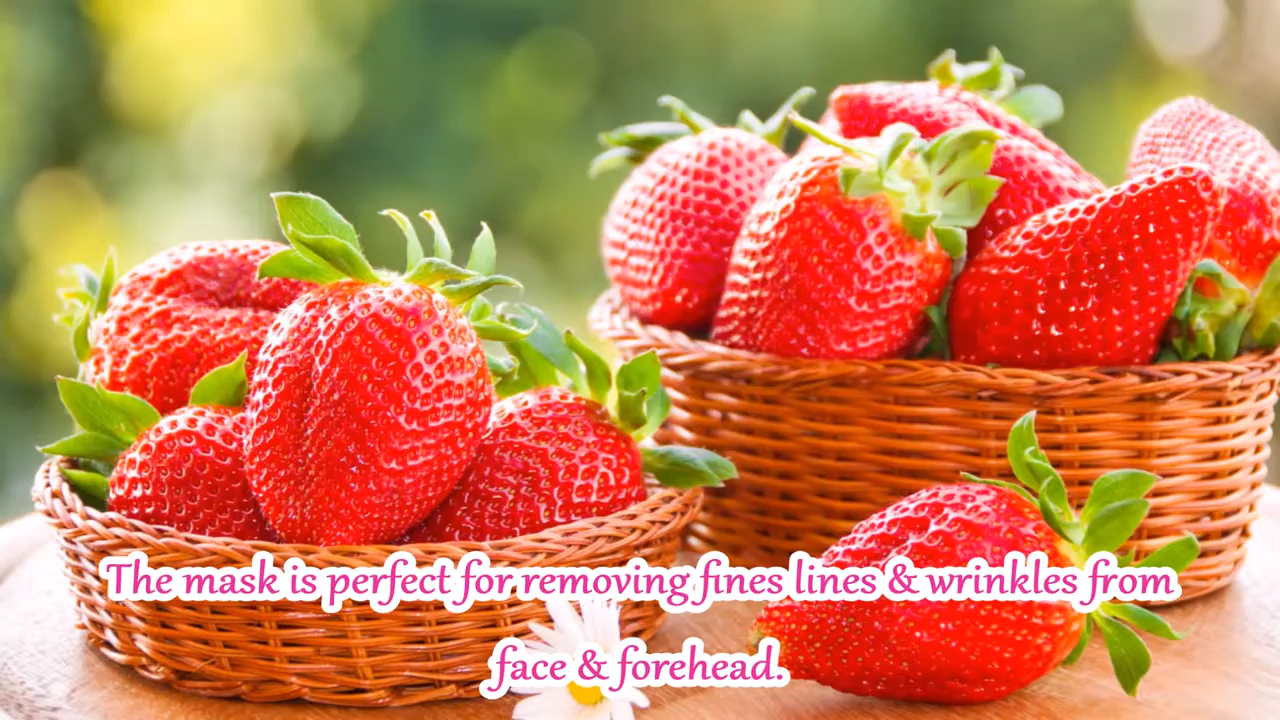 The mask is perfect for removing fines lines & wrinkles from
face & forehead.